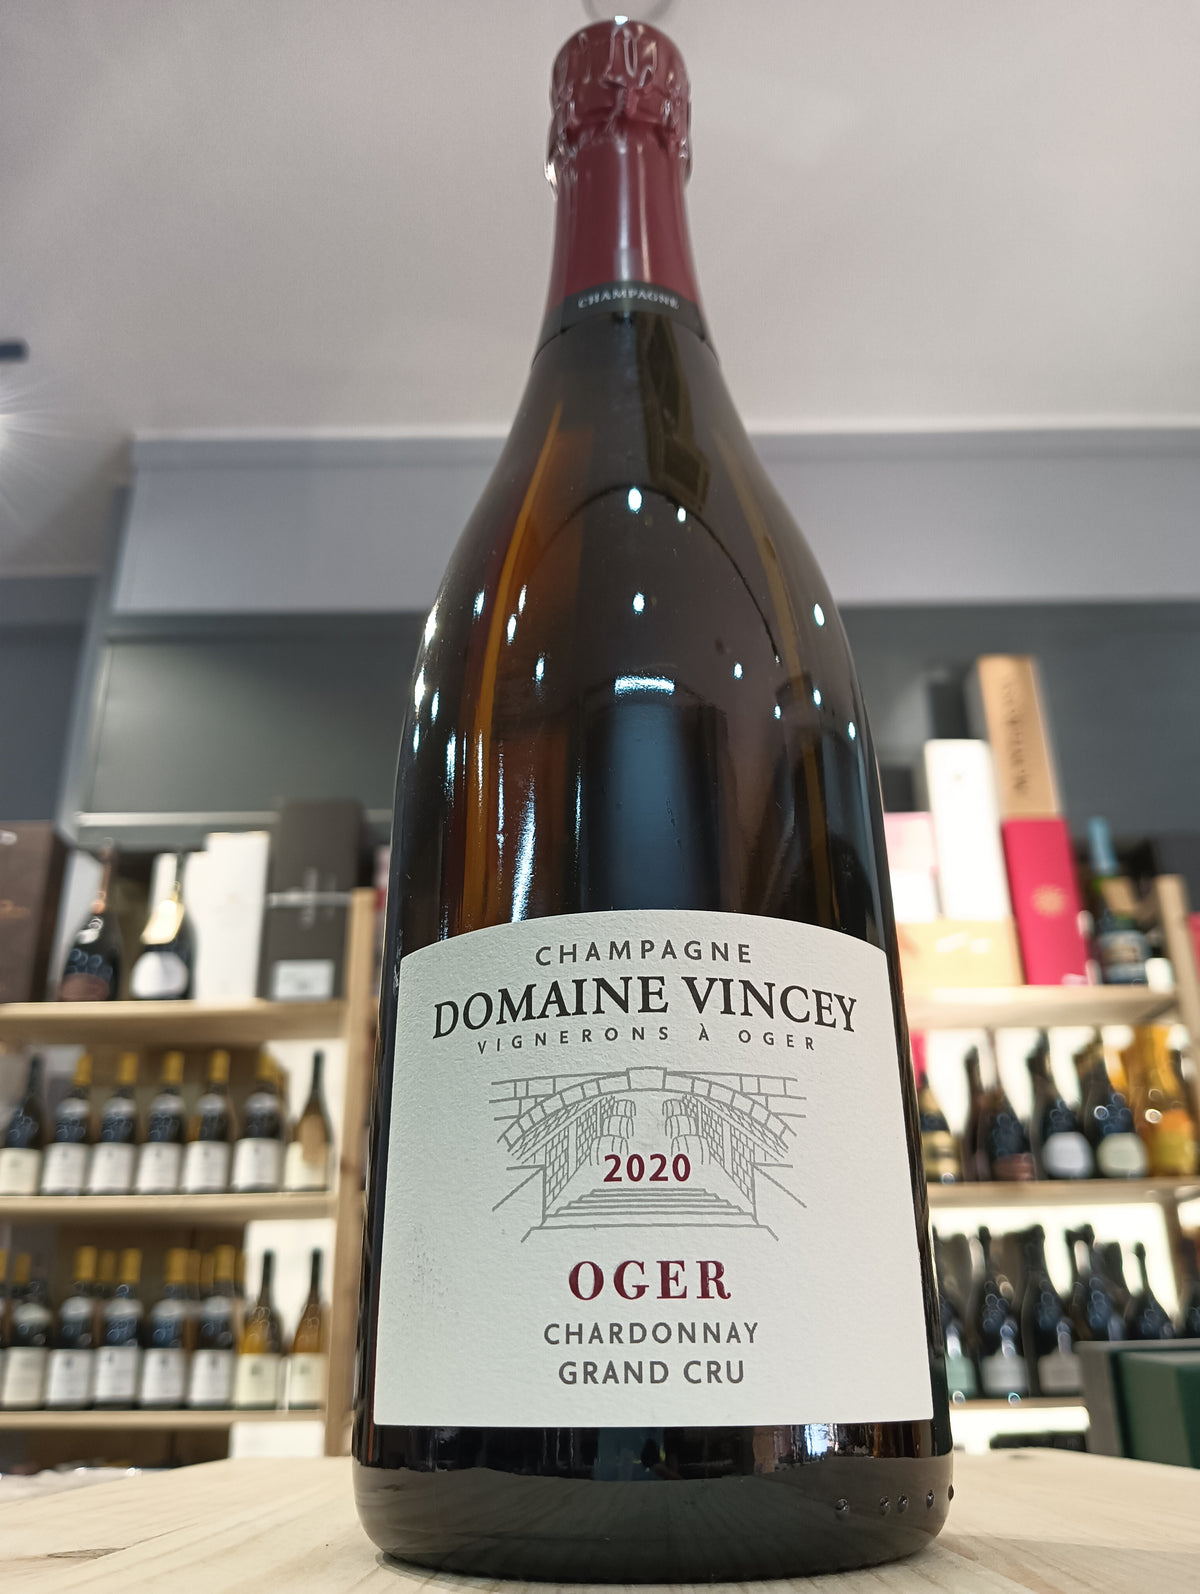 CHAMPAGNE
CHAMPAGNE
DOMAINE VINCEY
VIGNERONS À OGER
2020
OGER
CHARDONNAY
GRAND CRU